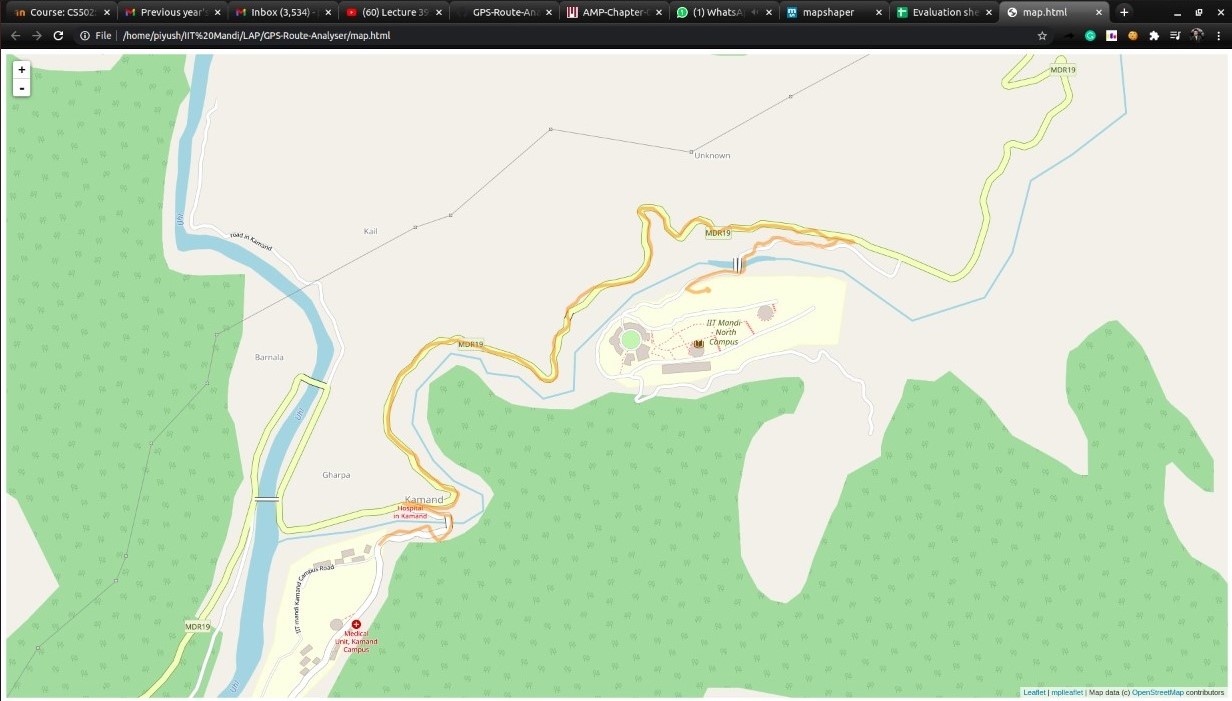 Course: CS502
Previous year'
Inbox (3,534) -
(60) Lecture 39
GPS-Route-An
AMP-Chapter-
(1) WhatsA
mapshaper
Evaluation she
map.html
File
/home/piyush/IIT%20Mandi/LAP/GPS-Route-Analyser/map.html
+
-
MDR19
Unknown
Uhl
Kail
road in Kamand
MDR19
IIT Mandi
North
Campus
MDR19
Barnala
Uhl
Gharpa
Kamand
Hospital
in Kamand
IIT mandi Kamand Campus Road
MDR19
Medical
Unit, Kamand
Campus
Uhl
Leaflet | mplleaflet | Map data (c) OpenStreetMap contributors